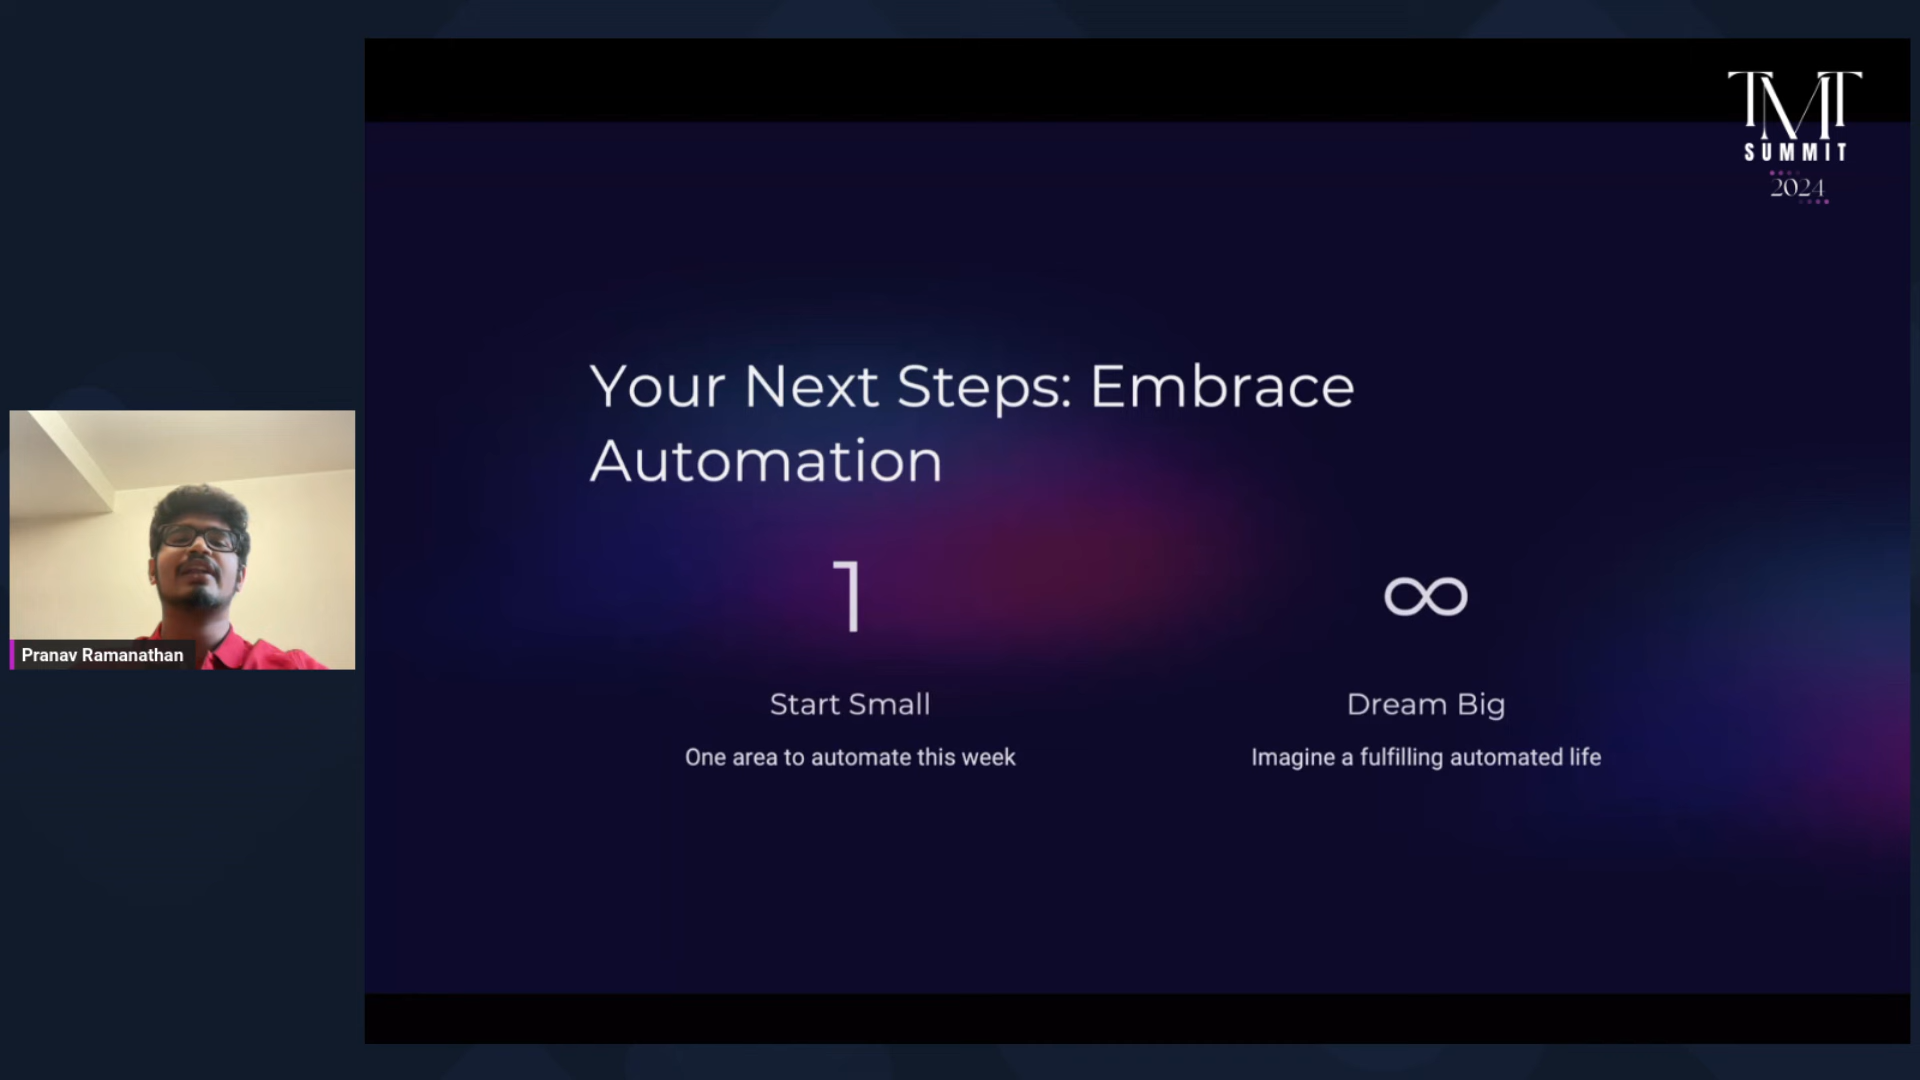 TMT
SUMMIT
2024
Your Next Steps: Embrace
Automation
1
∞
Start Small
Dream Big
One area to automate this week
Imagine a fulfilling automated life
Pranav Ramanathan